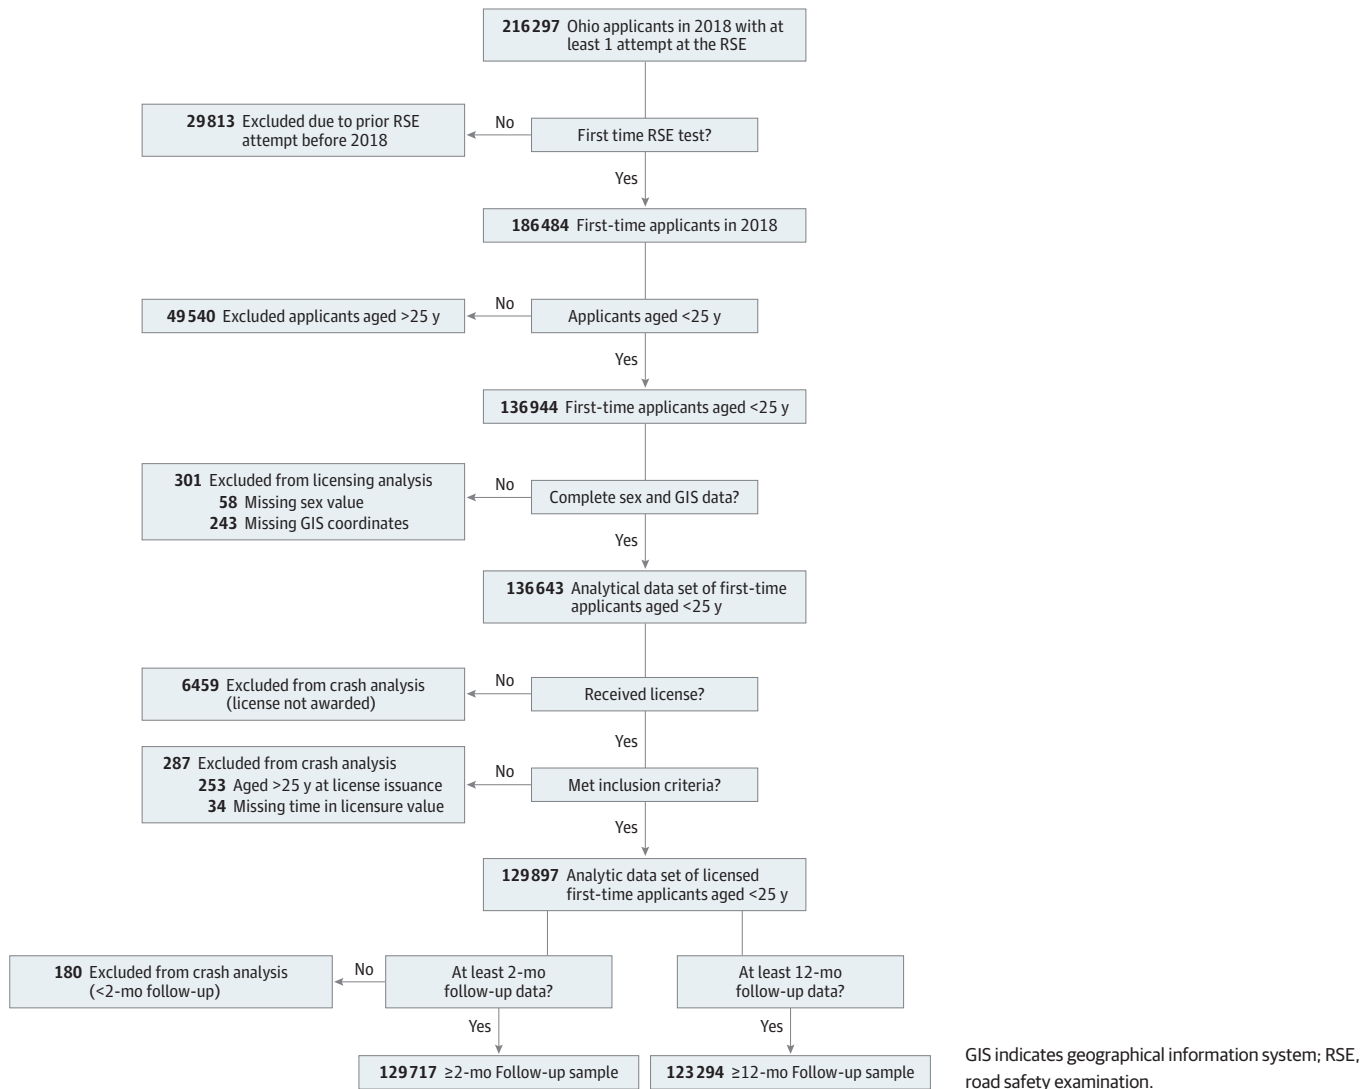 216297 Ohio applicants in 2018 with at
least 1 attempt at the RSE
29813 Excluded due to prior RSE
attempt before 2018
No
First time RSE test?
Yes
186484 First-time applicants in 2018
49540 Excluded applicants aged >25 y
No
Applicants aged <25 y
Yes
136944 First-time applicants aged <25 y
301 Excluded from licensing analysis
58 Missing sex value
243 Missing GIS coordinates
No
Complete sex and GIS data?
Yes
136643 Analytical data set of first-time
applicants aged <25 y
6459 Excluded from crash analysis
(license not awarded)
No
Received license?
Yes
287 Excluded from crash analysis
253 Aged >25 y at license issuance
34 Missing time in licensure value
No
Met inclusion criteria?
Yes
129897 Analytic data set of licensed
first-time applicants aged <25 y
180 Excluded from crash analysis
(<2-mo follow-up)
No
At least 2-mo
follow-up data?
At least 12-mo
follow-up data?
Yes
Yes
129717 ≥2-mo Follow-up sample
123294 ≥12-mo Follow-up sample
GIS indicates geographical information system; RSE,
road safety examination.